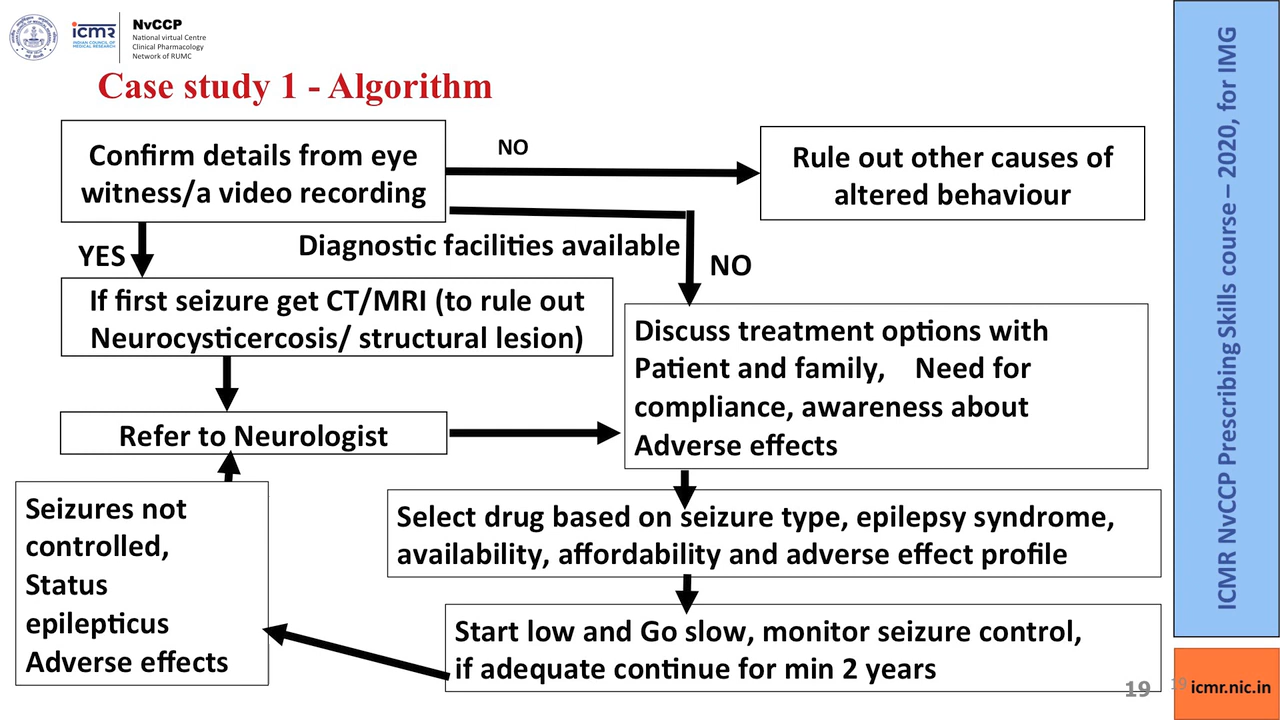 icmr
INDIAN COUNCIL OF
MEDICAL RESEARCH
NvCCP
National virtual Centre
Clinical Pharmacology
Network of RUMC
Case study 1 - Algorithm
Confirm details from eye
witness/a video recording
NO
Rule out other causes of
altered behaviour
YES
Diagnostic facilities available
NO
If first seizure get CT/MRI (to rule out
Neurocysticercosis/ structural lesion)
Discuss treatment options with
Patient and family, Need for
compliance, awareness about
Adverse effects
Refer to Neurologist
Seizures not
controlled,
Status
epilepticus
Adverse effects
Select drug based on seizure type, epilepsy syndrome,
availability, affordability and adverse effect profile
Start low and Go slow, monitor seizure control,
if adequate continue for min 2 years
19
19
ICMR NvCCP Prescribing Skills course – 2020, for IMG
icmr.nic.in